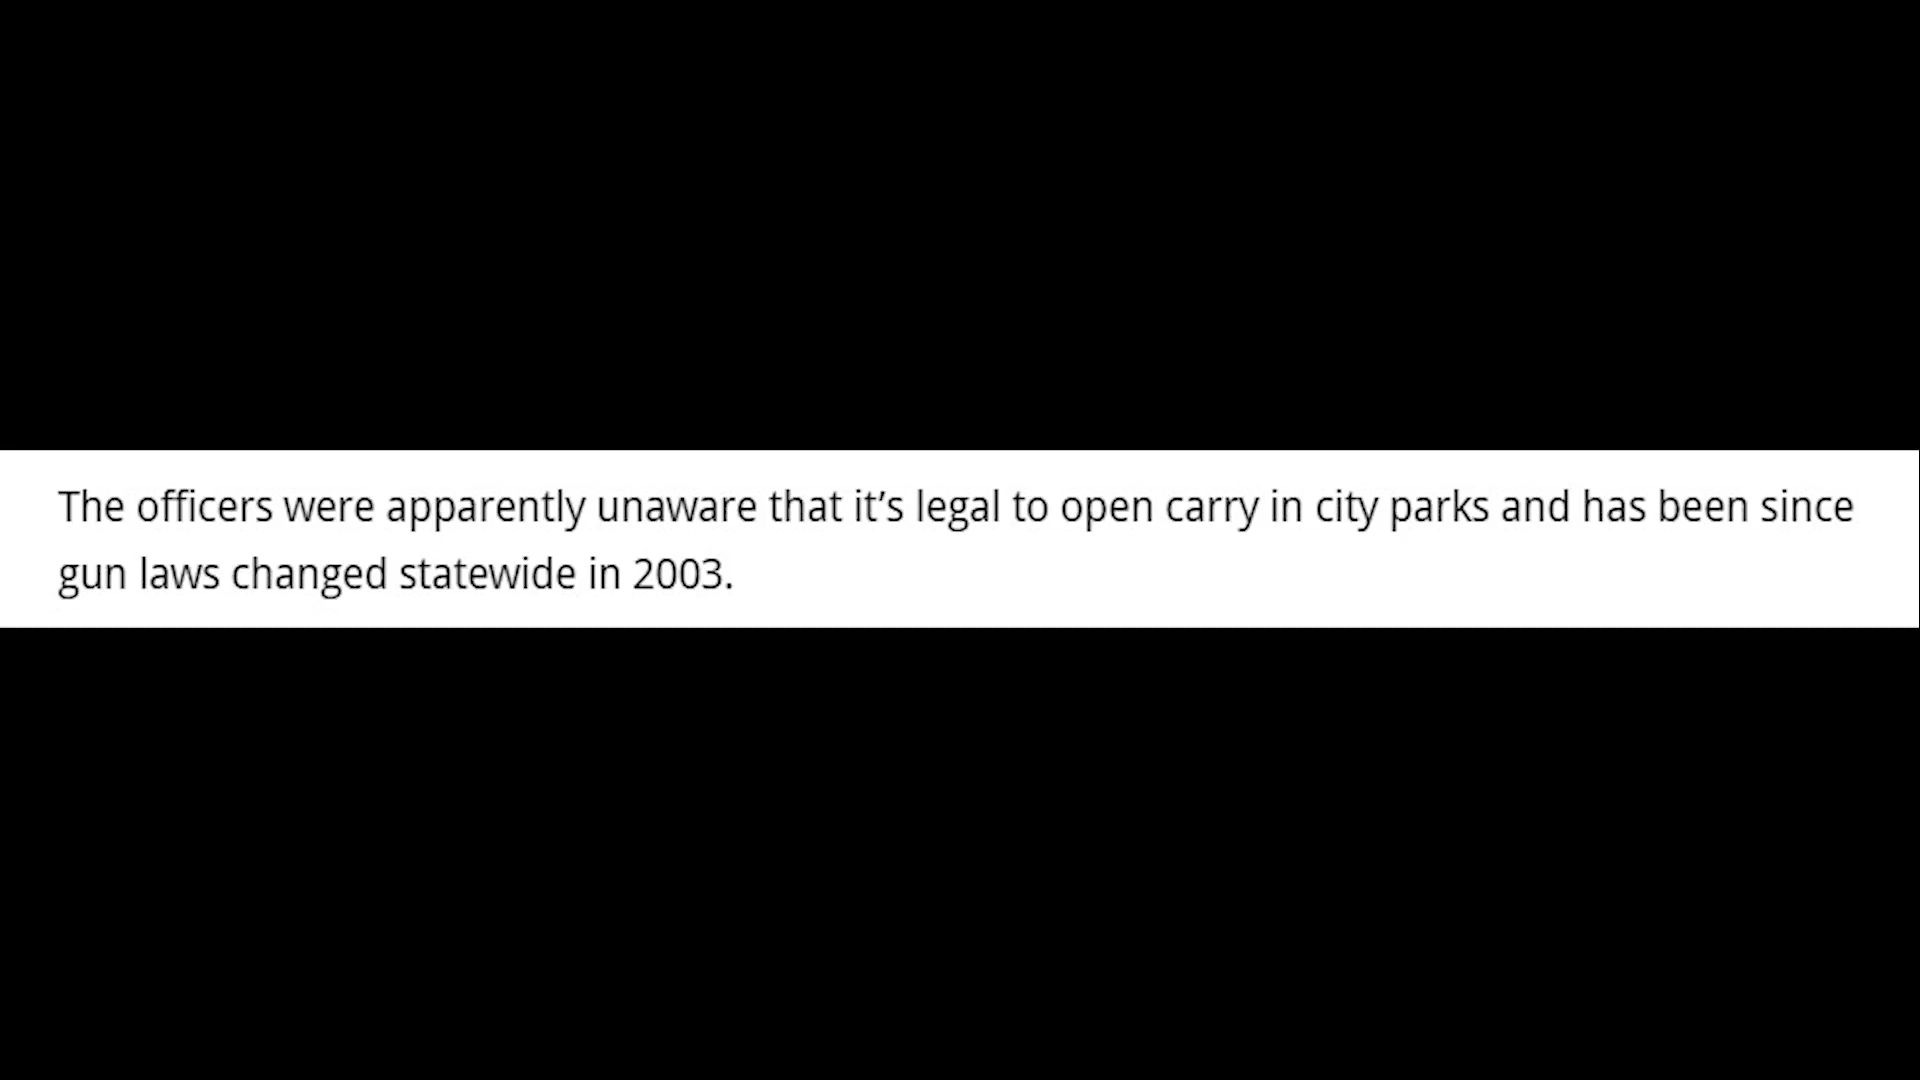 The officers were apparently unaware that it’s legal to open carry in city parks and has been since
gun laws changed statewide in 2003.